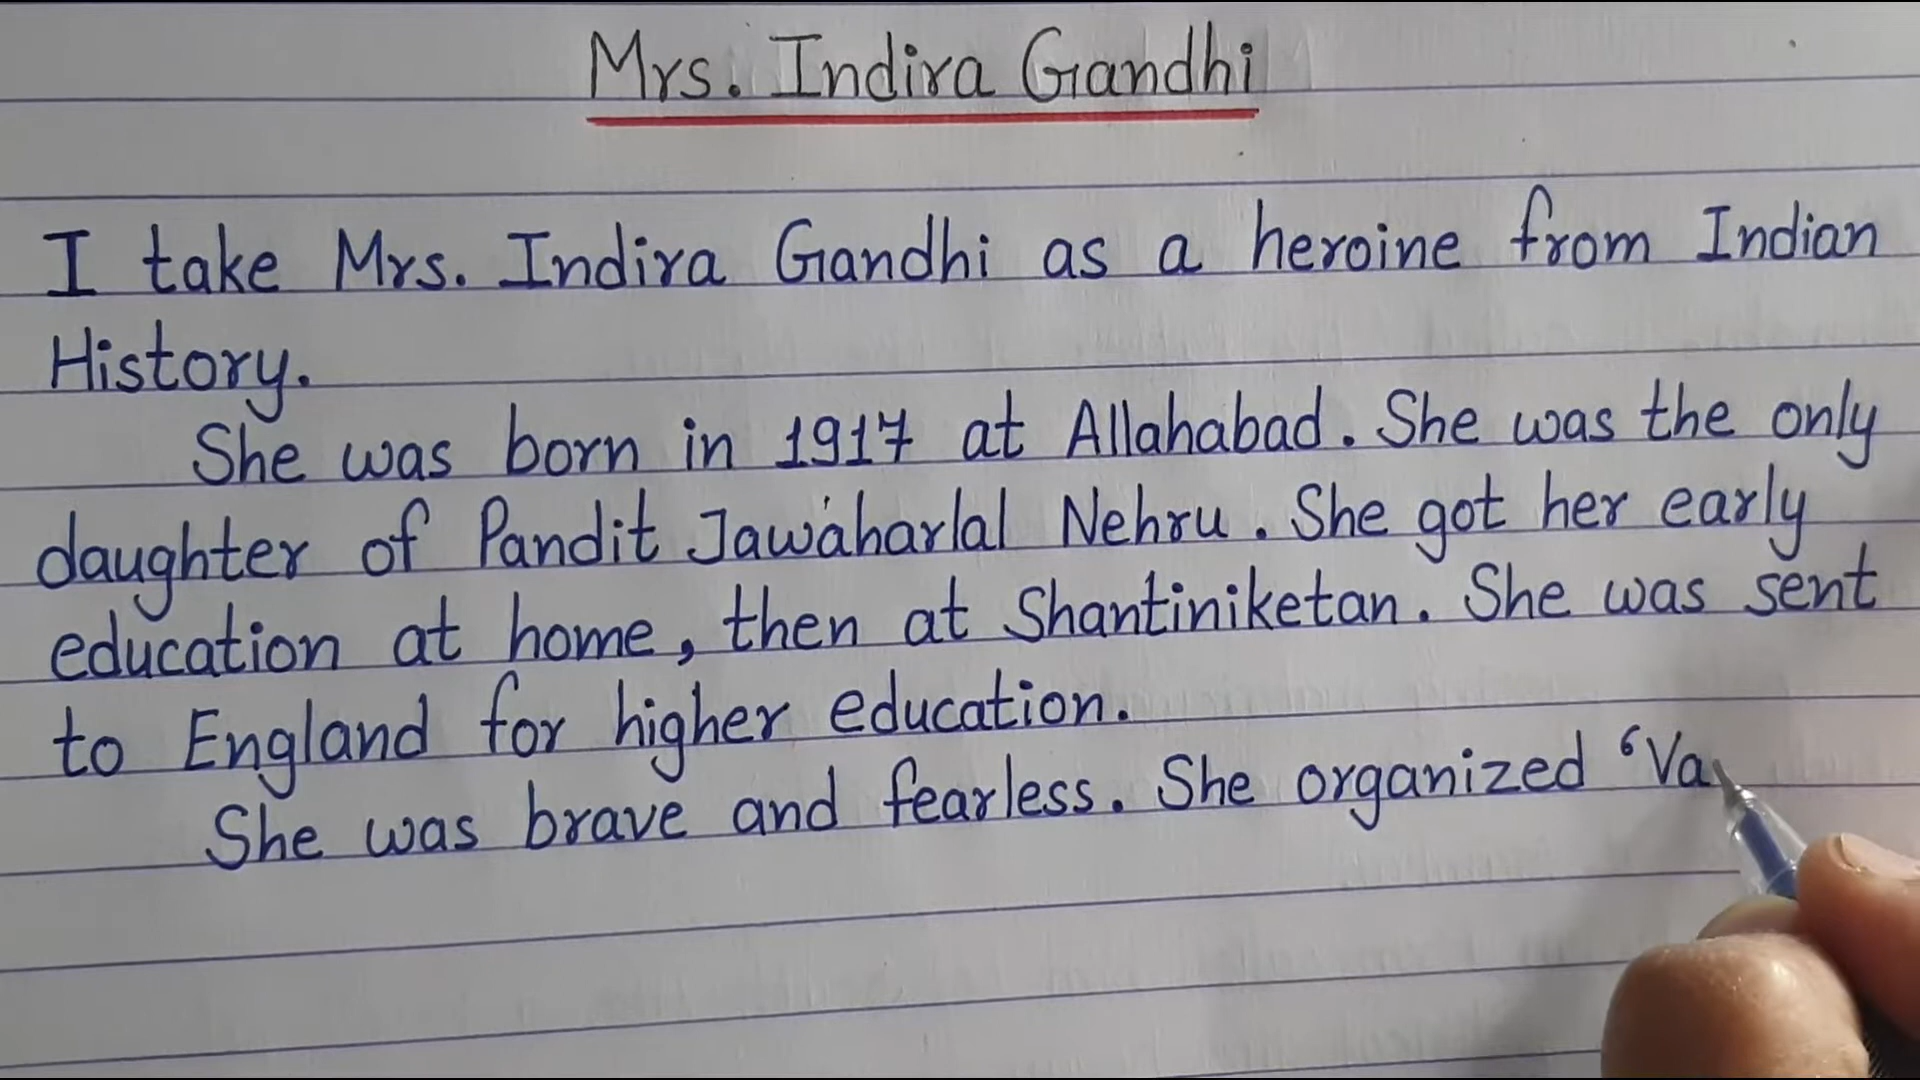 Mrs. Indira Gandhi
I take Mrs. Indira Gandhi as a heroine from Indian
History.
She was born in 1917 at Allahabad. She was the only
daughter of Pandit Jawaharlal Nehru. She got her early
education at home, then at Shantiniketan. She was sent
to England for higher education.
She was brave and fearless. She organized ‘Va